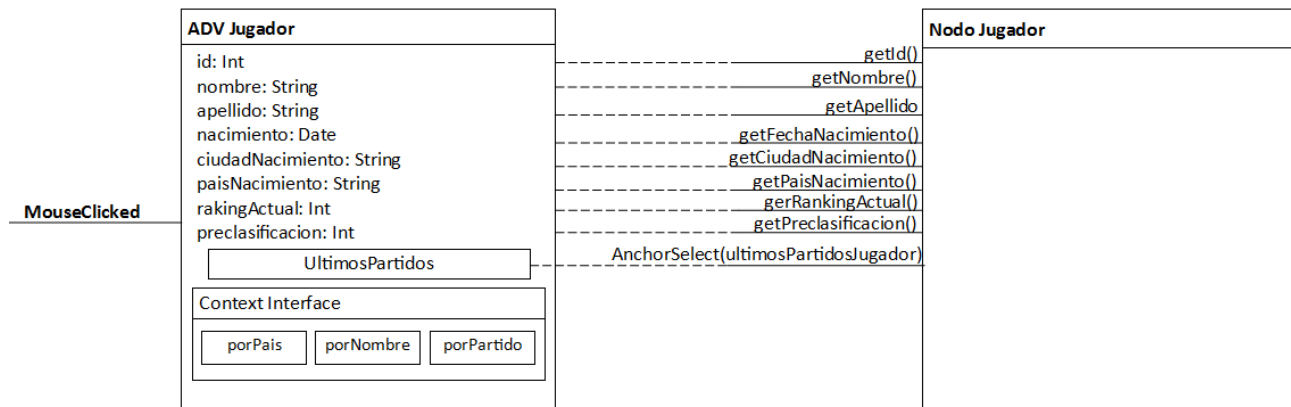 ADV Jugador
id: Int
nombre: String
apellido: String
nacimiento: Date
ciudadNacimiento: String
paisNacimiento: String
rakingActual: Int
preclasificacion: Int
UltimosPartidos
Context Interface
porPais
porNombre
porPartido
MouseClicked
getId()
getNombre()
getApellido
getFechaNacimiento()
getCiudadNacimiento()
getPaisNacimiento()
gerRankingActual()
getPreclasificacion()
AnchorSelect(ultimosPartidosJugador)
Nodo Jugador